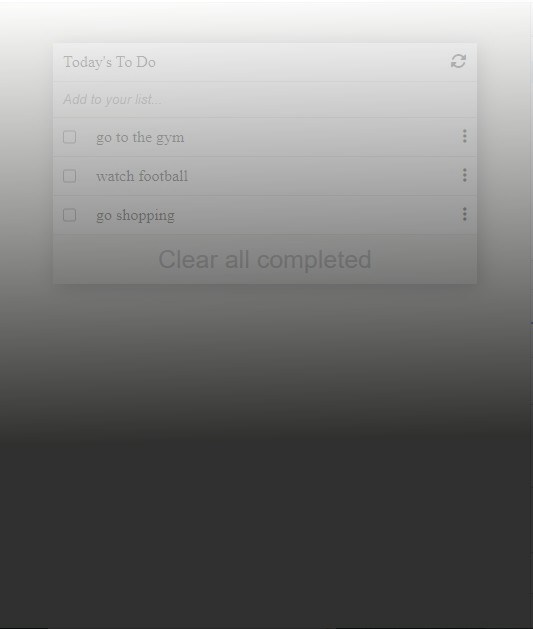 Today's To Do
Add to your list...
go to the gym
watch football
go shopping
Clear all completed